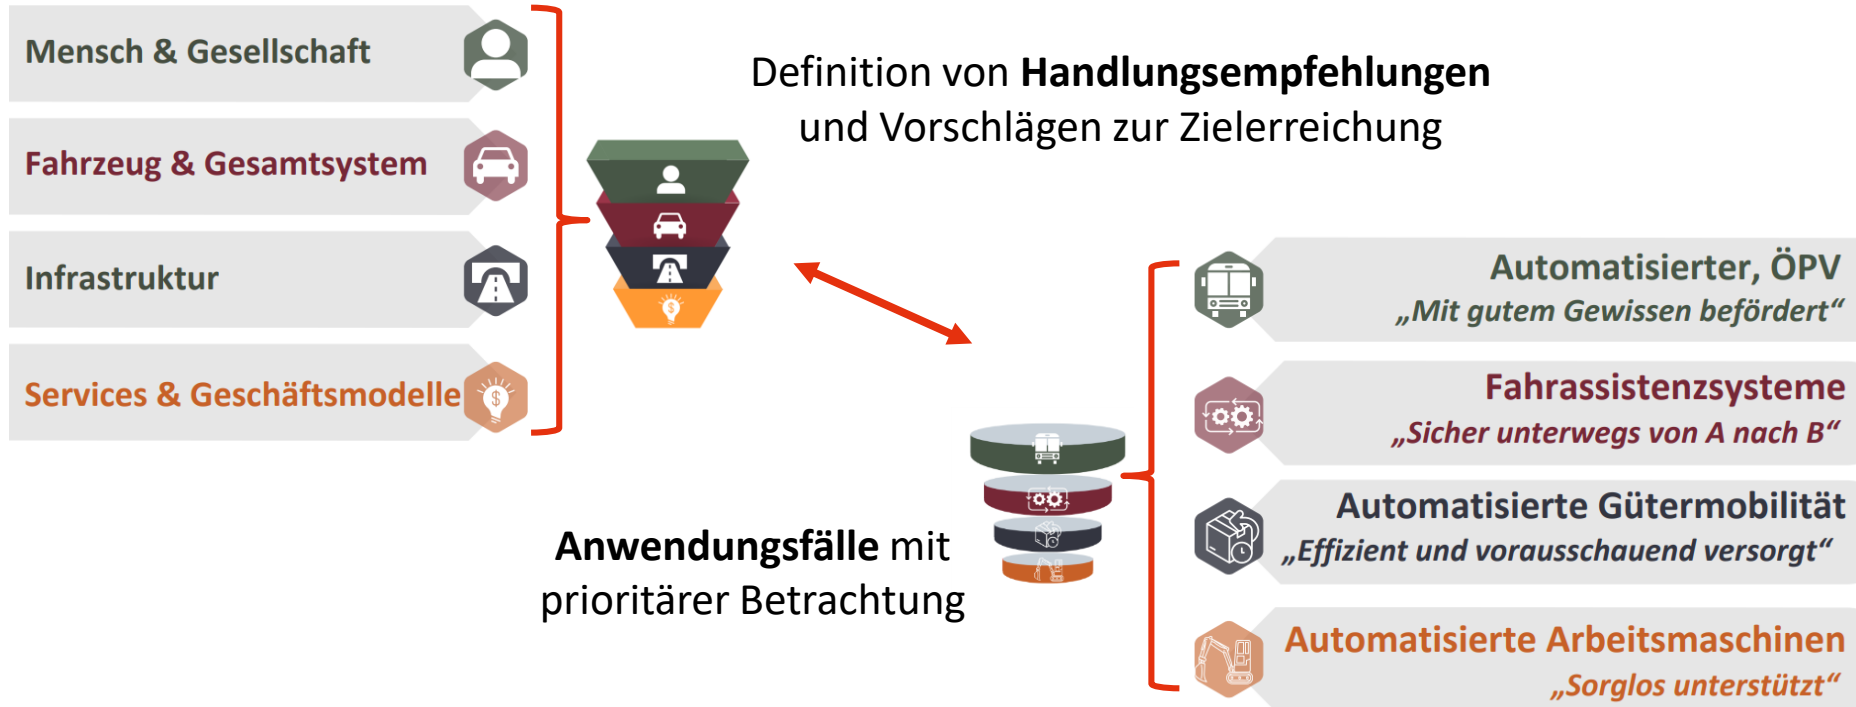 Mensch & Gesellschaft
Fahrzeug & Gesamtsystem
Infrastruktur
Services & Geschäftsmodelle
Definition von Handlungsempfehlungen
und Vorschlägen zur Zielerreichung
Anwendungsfälle mit
prioritärer Betrachtung
Automatisierter, ÖPV
„Mit gutem Gewissen befördert“
Fahrassistenzsysteme
„Sicher unterwegs von A nach B“
Automatisierte Gütermobilität
„Effizient und vorausschauend versorgt“
Automatisierte Arbeitsmaschinen
„Sorglos unterstützt“